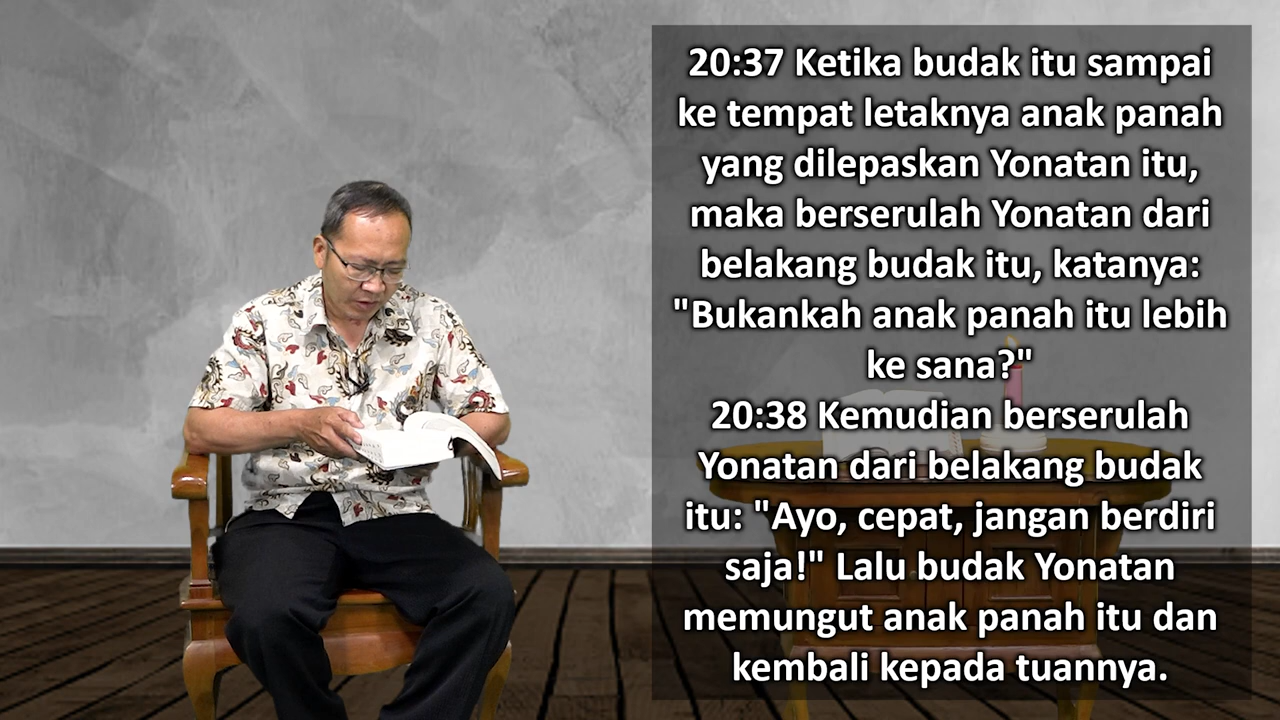 20:37 Ketika budak itu sampai
ke tempat letaknya anak panah
yang dilepaskan Yonatan itu,
maka berserulah Yonatan dari
belakang budak itu, katanya:
"Bukankah anak panah itu lebih
ke sana?"
20:38 Kemudian berserulah
Yonatan dari belakang budak
itu: "Ayo, cepat, jangan berdiri
saja!" Lalu budak Yonatan
memungut anak panah itu dan
kembali kepada tuannya.